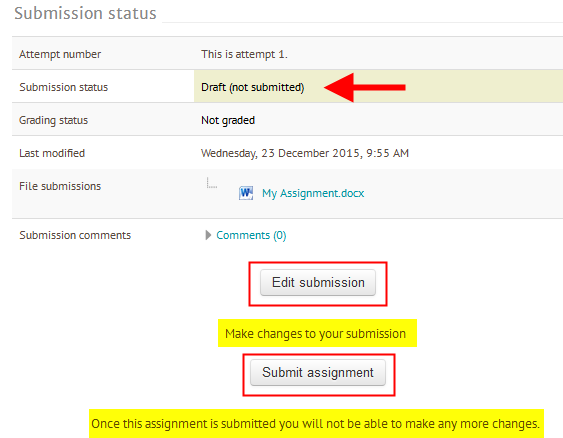 Submission status
Attempt number This is attempt 1.
Submission status Draft (not submitted)
Grading status Not graded
Last modified Wednesday, 23 December 2015, 9:55 AM
File submissions My Assignment.docx
Submission comments Comments (0)
Edit submission
Make changes to your submission
Submit assignment
Once this assignment is submitted you will not be able to make any more changes.